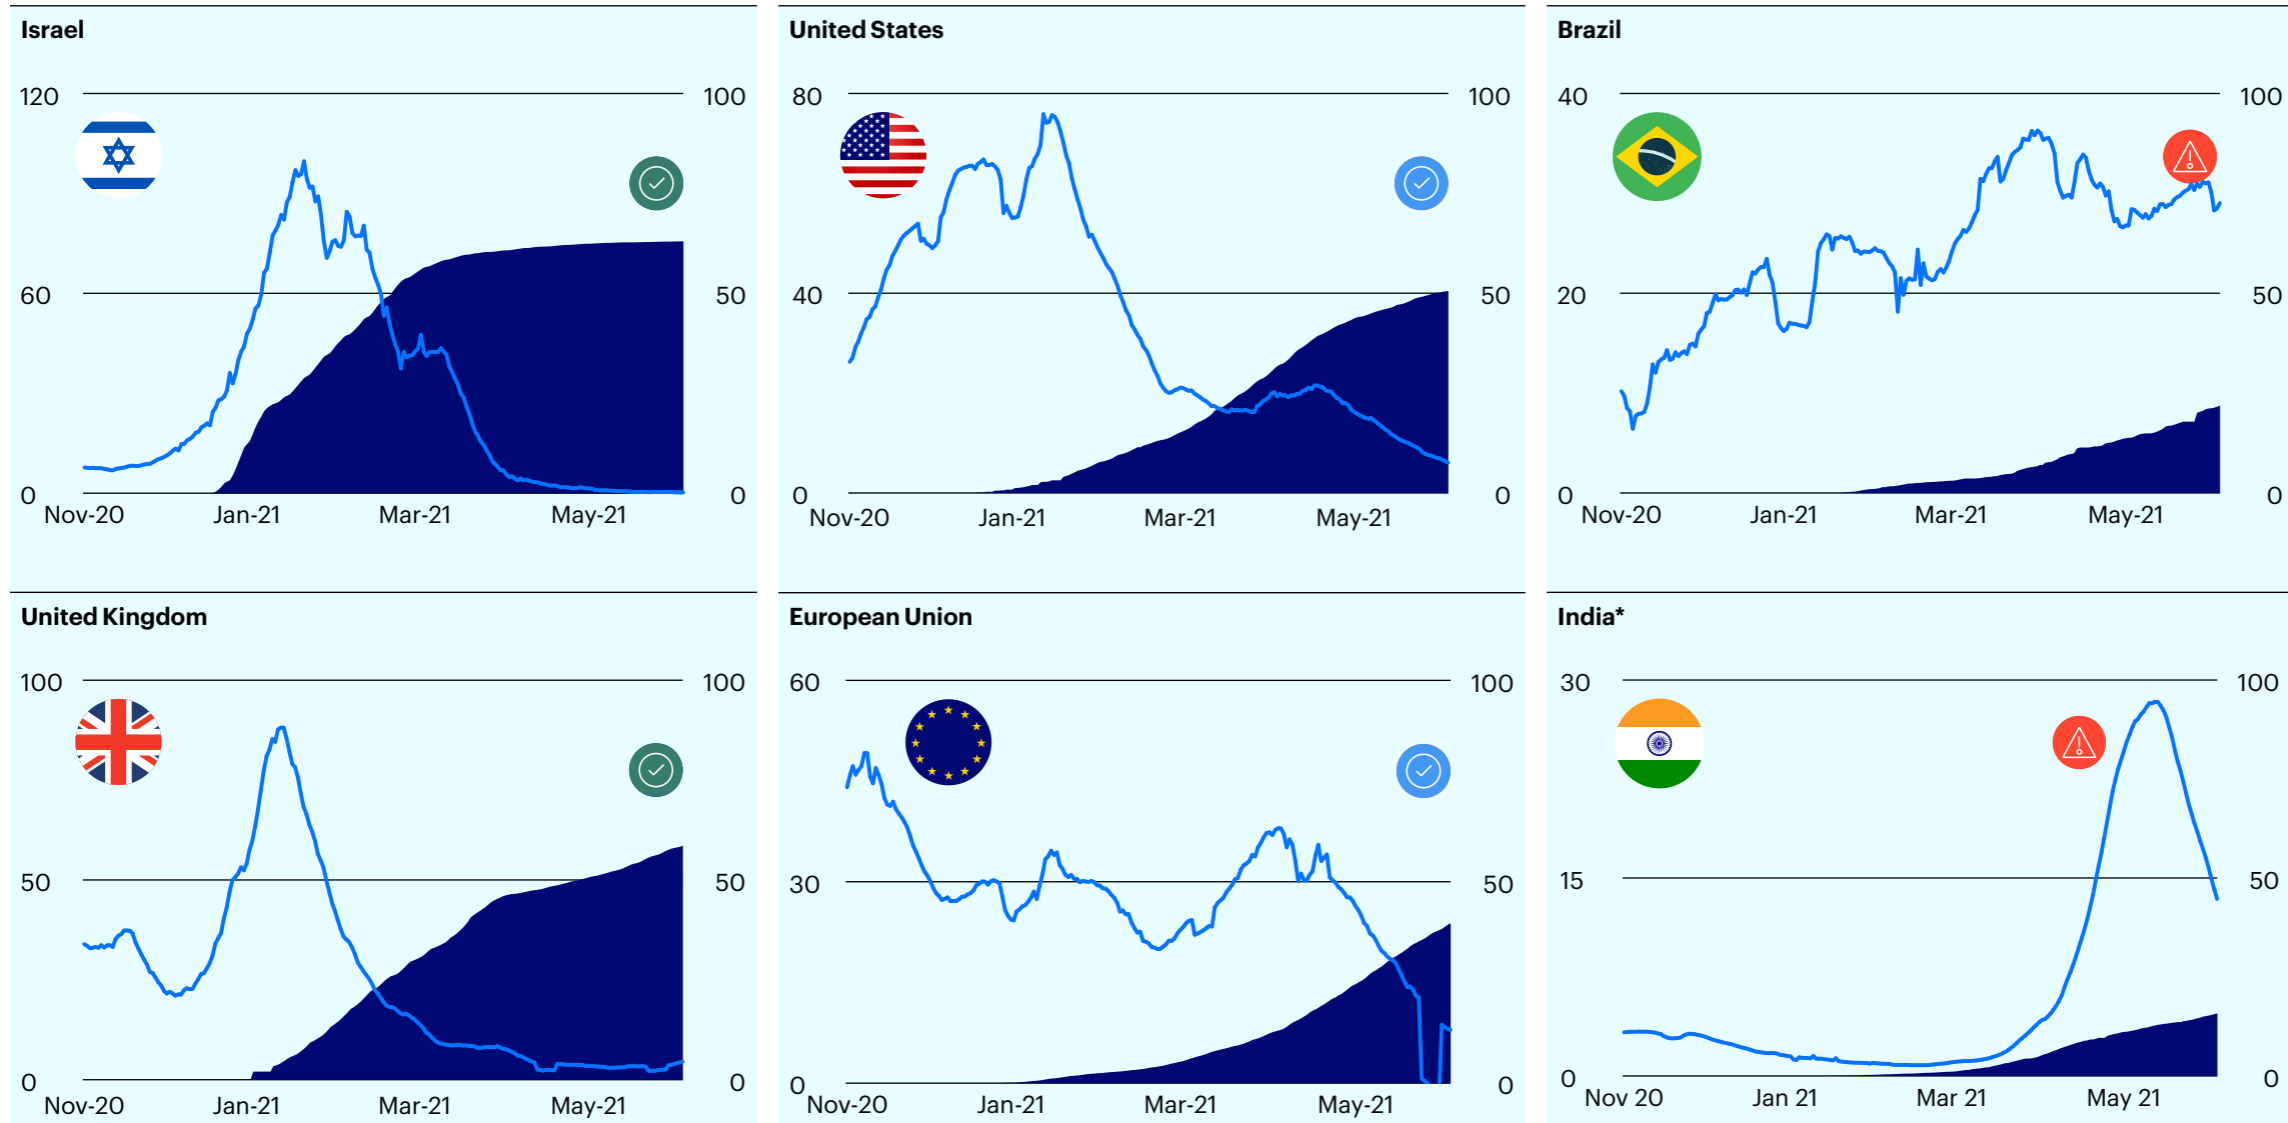 Israel
120 100
60
0 0
Nov-20 Jan-21 Mar-21 May-21
United States
80 100
40 50
0 0
Nov-20 Jan-21 Mar-21 May-21
Brazil
40 100
20 50
0 0
Nov-20 Jan-21 Mar-21 May-21
United Kingdom
100 100
50 50
0 0
Nov-20 Jan-21 Mar-21 May-21
European Union
60 100
30 50
0 0
Nov-20 Jan-21 Mar-21 May-21
India*
30 100
15 50
0 0
Nov 20 Jan 21 Mar 21 May 21